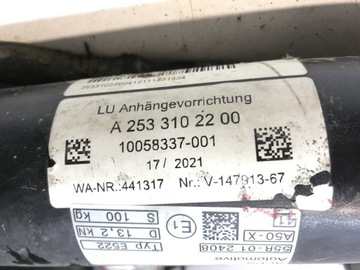 LU Anhängevorrichtung
A 253 310 22 00
10058337-001
17/ 2021
WA-NR.:441317 Nr.: V-147913-67
S 100 kg
D 13,2 kN
Typ E522
E1
A50-X
55R-01 2408
Automotive